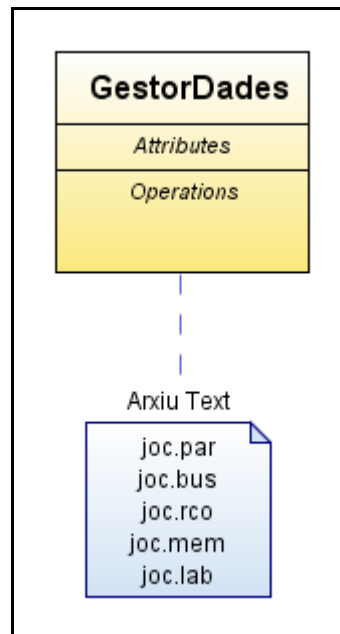 GestorDades
Attributes
Operations
Arxiu Text
joc.par
joc.bus
joc.rco
joc.mem
joc.lab